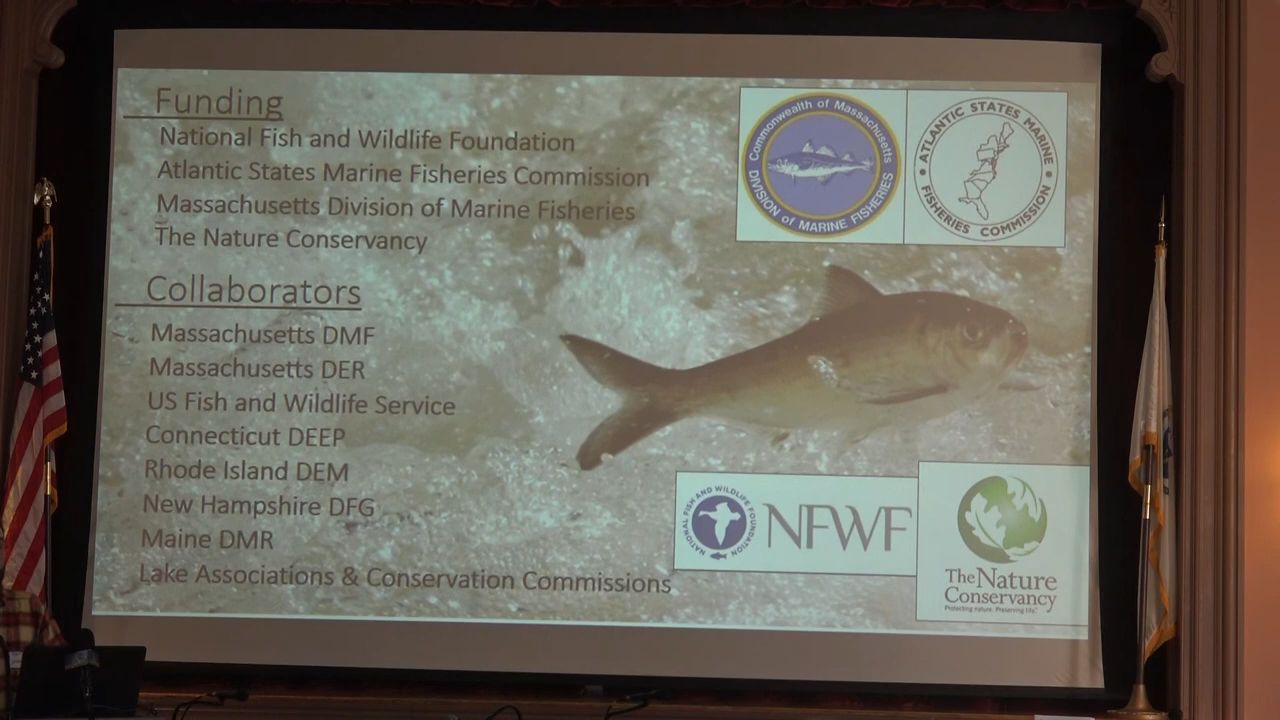 Funding
National Fish and Wildlife Foundation
Atlantic States Marine Fisheries Commission
Massachusetts Division of Marine Fisheries
The Nature Conservancy
Collaborators
Massachusetts DMF
Massachusetts DER
US Fish and Wildlife Service
Connecticut DEEP
Rhode Island DEM
New Hampshire DFG
Maine DMR
Lake Associations & Conservation Commissions
Commonwealth of Massachusetts
DIVISION of MARINE FISHERIES
ATLANTIC STATES MARINE
FISHERIES COMMISSION
NATIONAL FISH AND WILDLIFE FOUNDATION
NFWF
The Nature
Conservancy
Protecting nature. Preserving life.